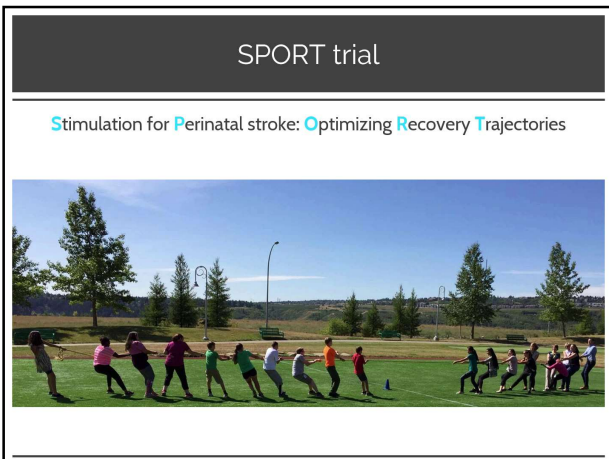 SPORT trial
Stimulation for Perinatal stroke: Optimizing Recovery Trajectories